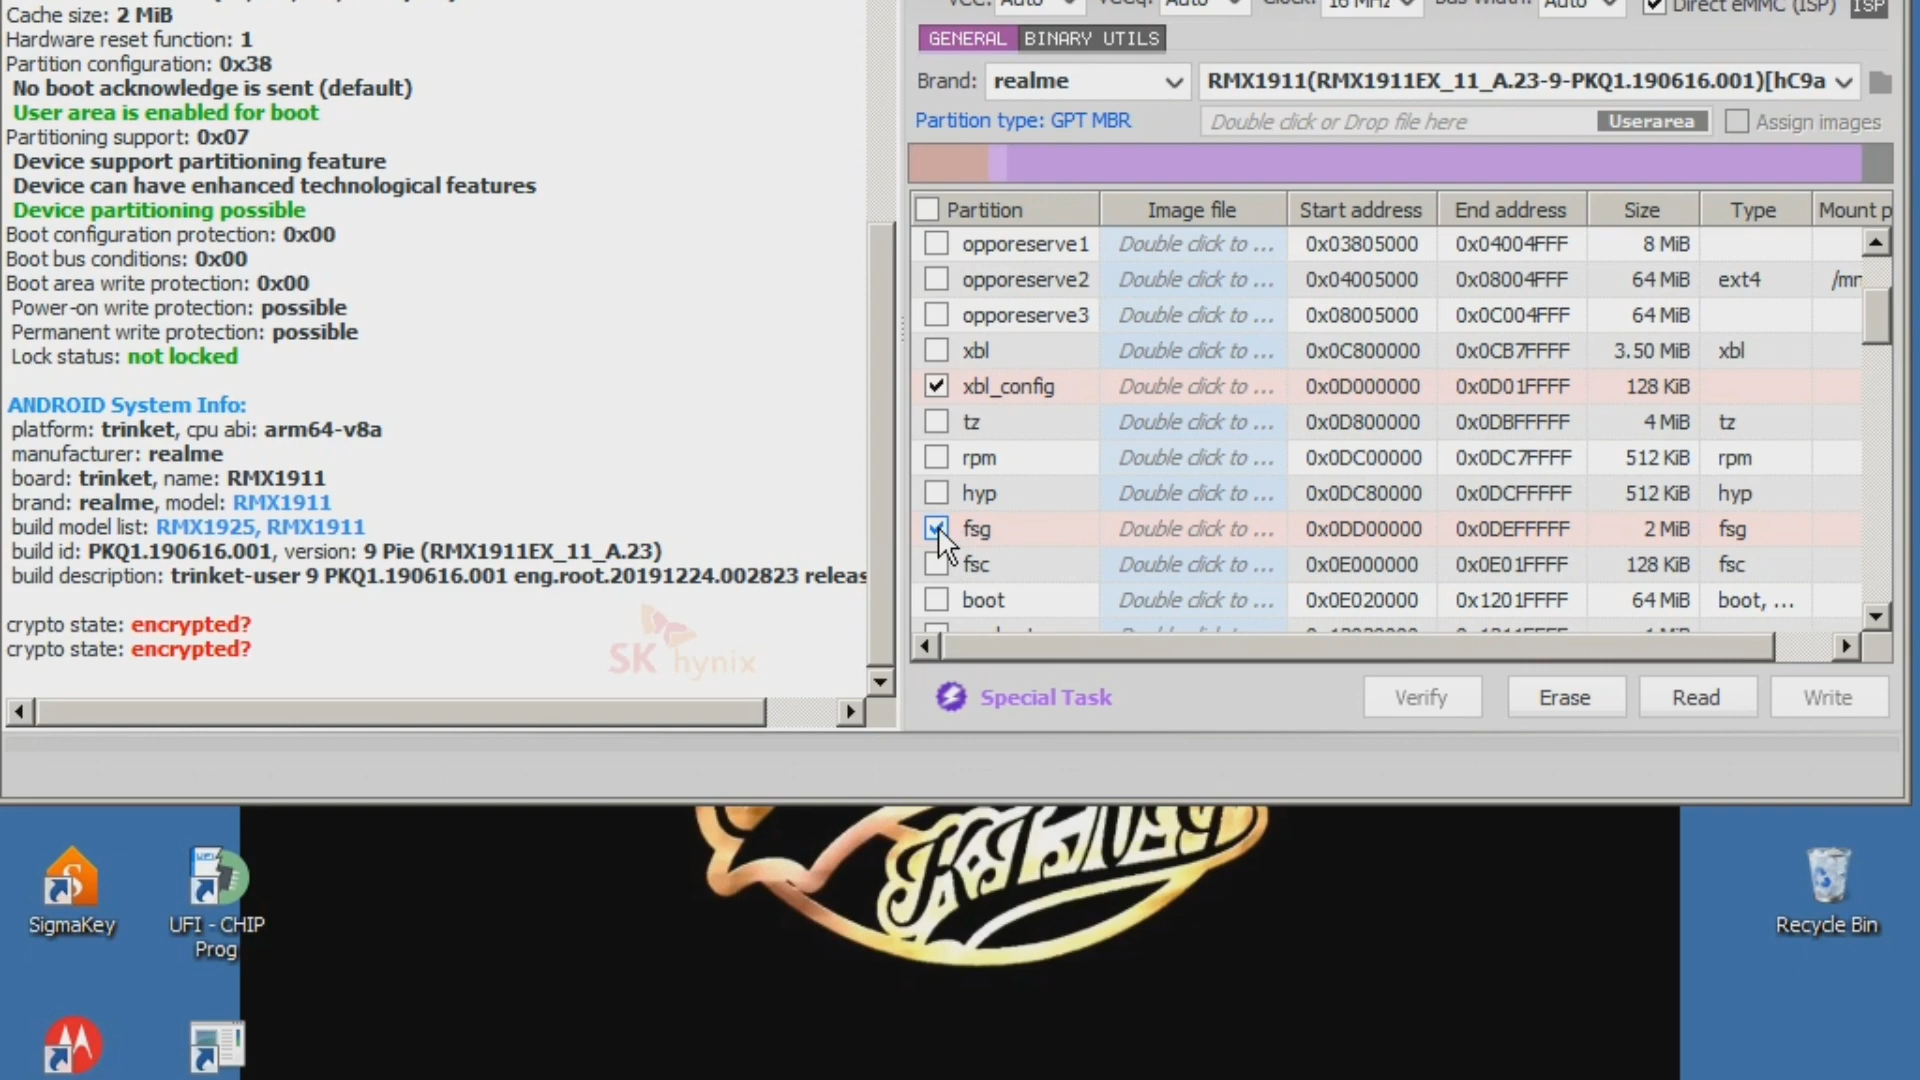 Cache size: 2 MiB
Hardware reset function: 1
Partition configuration: 0x38
No boot acknowledge is sent (default)
User area is enabled for boot
Partitioning support: 0x07
Device support partitioning feature
Device can have enhanced technological features
Device partitioning possible
Boot configuration protection: 0x00
Boot bus conditions: 0x00
Boot area write protection: 0x00
Power-on write protection: possible
Permanent write protection: possible
Lock status: not locked
ANDROID System Info:
platform: trinket, cpu abi: arm64-v8a
manufacturer: realme
board: trinket, name: RMX1911
brand: realme, model: RMX1911
build model list: RMX1925, RMX1911
build id: PKQ1.190616.001, version: 9 Pie (RMX1911EX_11_A.23)
build description: trinket-user 9 PKQ1.190616.001 eng.root.20191224.002823 releas
crypto state: encrypted?
crypto state: encrypted?
SK hynix
VCC: Auto Clock: 16 MHz Bus Width: Auto Direct eMMC (ISP) ISP
GENERAL BINARY UTILS
Brand: realme RMX1911(RMX1911EX_11_A.23-9-PKQ1.190616.001)[hC9a
Partition type: GPT MBR Double click or Drop file here Userarea Assign images
Partition Image file Start address End address Size Type Mount p
opporeserve1 Double click to ... 0x03805000 0x04004FFF 8 MiB
opporeserve2 Double click to ... 0x04005000 0x08004FFF 64 MiB ext4 /mr
opporeserve3 Double click to ... 0x08005000 0x0C004FFF 64 MiB
xbl Double click to ... 0x0C800000 0x0CB7FFFF 3.50 MiB xbl
xbl_config Double click to ... 0x0D000000 0x0D01FFFF 128 KiB
tz Double click to ... 0x0D800000 0x0DBFFFFF 4 MiB tz
rpm Double click to ... 0x0DC00000 0x0DC7FFFF 512 KiB rpm
hyp Double click to ... 0x0DC80000 0x0DCFFFFF 512 KiB hyp
fsg Double click to ... 0x0DD00000 0x0DEFFFFF 2 MiB fsg
fsc Double click to ... 0x0E000000 0x0E01FFFF 128 KiB fsc
boot Double click to ... 0x0E020000 0x1201FFFF 64 MiB boot, ...
Special Task Verify Erase Read Write
SigmaKey
UFI - CHIP
Prog
Recycle Bin